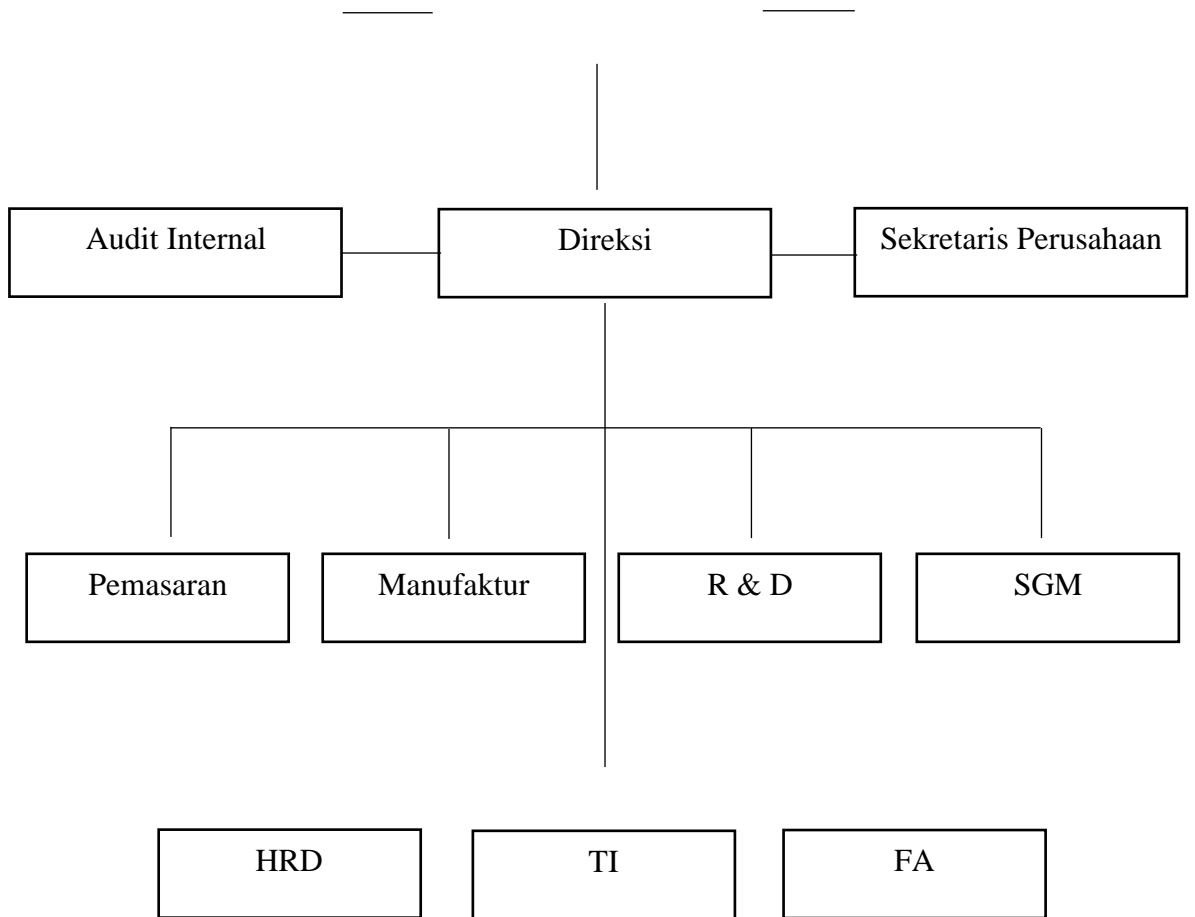 Audit Internal
Direksi
Sekretaris Perusahaan
Pemasaran
Manufaktur
R & D
SGM
HRD
TI
FA